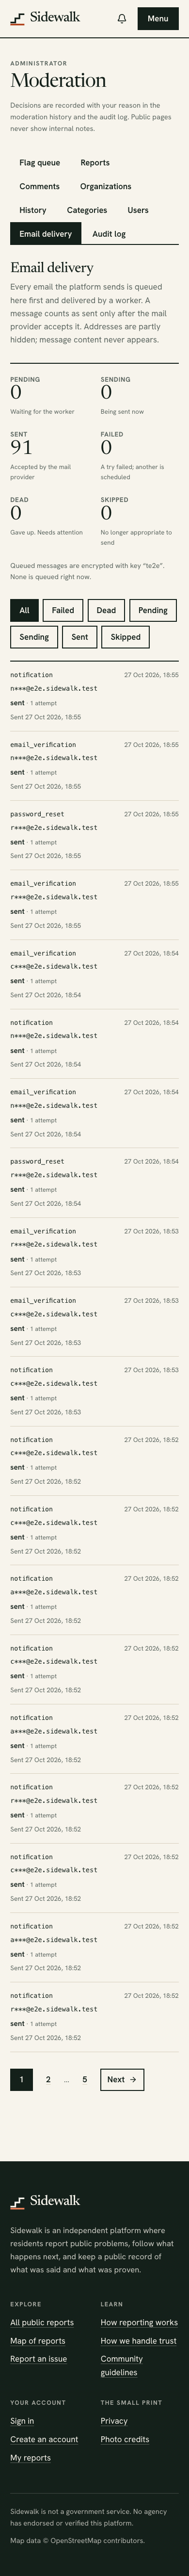 Sidewalk
Menu
ADMINISTRATOR
Moderation
Decisions are recorded with your reason in the
moderation history and the audit log. Public pages
never show internal notes.
Flag queue Reports
Comments Organizations
History Categories Users
Email delivery Audit log
Email delivery
Every email the platform sends is queued
here first and delivered by a worker. A
message counts as sent only after the mail
provider accepts it. Addresses are partly
hidden; message content never appears.
PENDING SENDING
0 0
Waiting for the worker Being sent now
SENT FAILED
91 0
Accepted by the mail
provider
A try failed; another is
scheduled
DEAD SKIPPED
0 0
Gave up. Needs attention
No longer appropriate to
send
Queued messages are encrypted with key “te2e”.
None is queued right now.
All Failed Dead Pending
Sending Sent Skipped
notification 27 Oct 2026, 18:55
n***@e2e.sidewalk.test
sent · 1 attempt
Sent 27 Oct 2026, 18:55
email_verification 27 Oct 2026, 18:55
n***@e2e.sidewalk.test
sent · 1 attempt
Sent 27 Oct 2026, 18:55
password_reset 27 Oct 2026, 18:55
r***@e2e.sidewalk.test
sent · 1 attempt
Sent 27 Oct 2026, 18:55
email_verification 27 Oct 2026, 18:55
r***@e2e.sidewalk.test
sent · 1 attempt
Sent 27 Oct 2026, 18:55
email_verification 27 Oct 2026, 18:54
c***@e2e.sidewalk.test
sent · 1 attempt
Sent 27 Oct 2026, 18:54
notification 27 Oct 2026, 18:54
n***@e2e.sidewalk.test
sent · 1 attempt
Sent 27 Oct 2026, 18:54
email_verification 27 Oct 2026, 18:54
n***@e2e.sidewalk.test
sent · 1 attempt
Sent 27 Oct 2026, 18:54
password_reset 27 Oct 2026, 18:54
r***@e2e.sidewalk.test
sent · 1 attempt
Sent 27 Oct 2026, 18:54
email_verification 27 Oct 2026, 18:53
r***@e2e.sidewalk.test
sent · 1 attempt
Sent 27 Oct 2026, 18:53
email_verification 27 Oct 2026, 18:53
c***@e2e.sidewalk.test
sent · 1 attempt
Sent 27 Oct 2026, 18:53
notification 27 Oct 2026, 18:53
c***@e2e.sidewalk.test
sent · 1 attempt
Sent 27 Oct 2026, 18:53
notification 27 Oct 2026, 18:52
c***@e2e.sidewalk.test
sent · 1 attempt
Sent 27 Oct 2026, 18:52
notification 27 Oct 2026, 18:52
c***@e2e.sidewalk.test
sent · 1 attempt
Sent 27 Oct 2026, 18:52
notification 27 Oct 2026, 18:52
a***@e2e.sidewalk.test
sent · 1 attempt
Sent 27 Oct 2026, 18:52
notification 27 Oct 2026, 18:52
c***@e2e.sidewalk.test
sent · 1 attempt
Sent 27 Oct 2026, 18:52
notification 27 Oct 2026, 18:52
a***@e2e.sidewalk.test
sent · 1 attempt
Sent 27 Oct 2026, 18:52
notification 27 Oct 2026, 18:52
r***@e2e.sidewalk.test
sent · 1 attempt
Sent 27 Oct 2026, 18:52
notification 27 Oct 2026, 18:52
c***@e2e.sidewalk.test
sent · 1 attempt
Sent 27 Oct 2026, 18:52
notification 27 Oct 2026, 18:52
a***@e2e.sidewalk.test
sent · 1 attempt
Sent 27 Oct 2026, 18:52
notification 27 Oct 2026, 18:52
r***@e2e.sidewalk.test
sent · 1 attempt
Sent 27 Oct 2026, 18:52
1 2 … 5 Next →
Sidewalk
Sidewalk is an independent platform where
residents report public problems, follow what
happens next, and keep a public record of
what was said and what was proven.
EXPLORE
All public reports
Map of reports
Report an issue
LEARN
How reporting works
How we handle trust
Community
guidelines
YOUR ACCOUNT
Sign in
Create an account
My reports
THE SMALL PRINT
Privacy
Photo credits
Sidewalk is not a government service. No agency
has endorsed or verified this platform.
Map data © OpenStreetMap contributors.